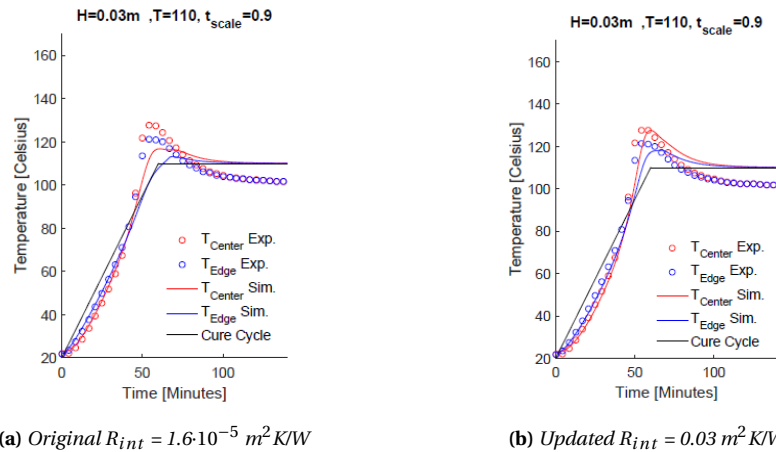 H=0.03m ,T=110, t_scale=0.9
160
140
120
100
80
60
40
20
Temperature [Celsius]
T_Center Exp.
T_Edge Exp.
T_Center Sim.
T_Edge Sim.
Cure Cycle
0
50
100
Time [Minutes]
(a) Original R_int = 1.6·10⁻⁵ m² K/W
H=0.03m ,T=110, t_scale=0.9
160
140
120
100
80
60
40
20
Temperature [Celsius]
T_Center Exp.
T_Edge Exp.
T_Center Sim.
T_Edge Sim.
Cure Cycle
0
50
100
Time [Minutes]
(b) Updated R_int = 0.03 m² K/W